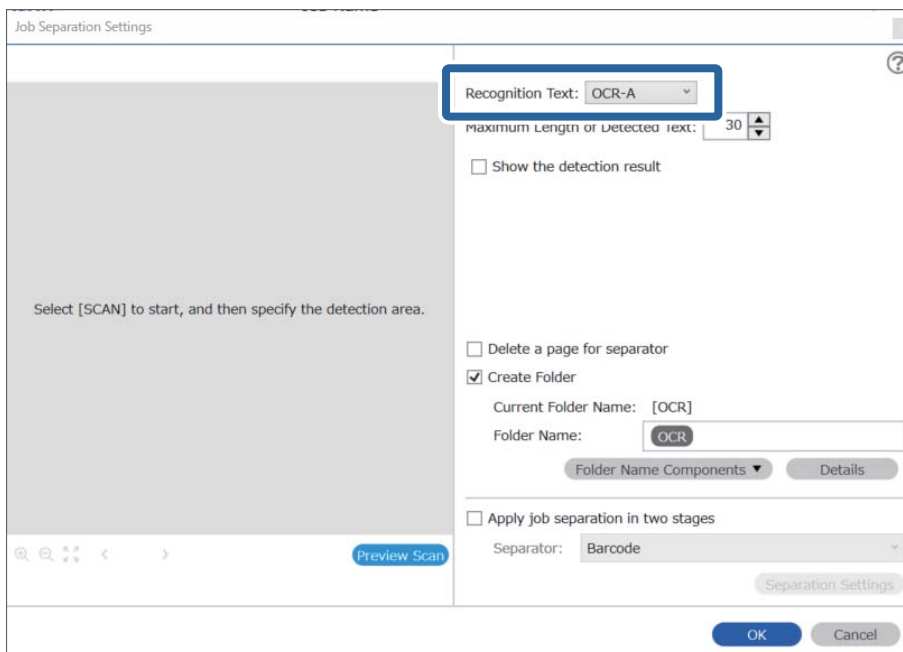 Job Separation Settings
Recognition Text: OCR-A
Maximum Length of Detected Text: 30
Show the detection result
Select [SCAN] to start, and then specify the detection area.
Delete a page for separator
Create Folder
Current Folder Name: [OCR]
Folder Name: OCR
Folder Name Components ▼ Details
Apply job separation in two stages
Separator: Barcode
Preview Scan
Separation Settings
OK Cancel